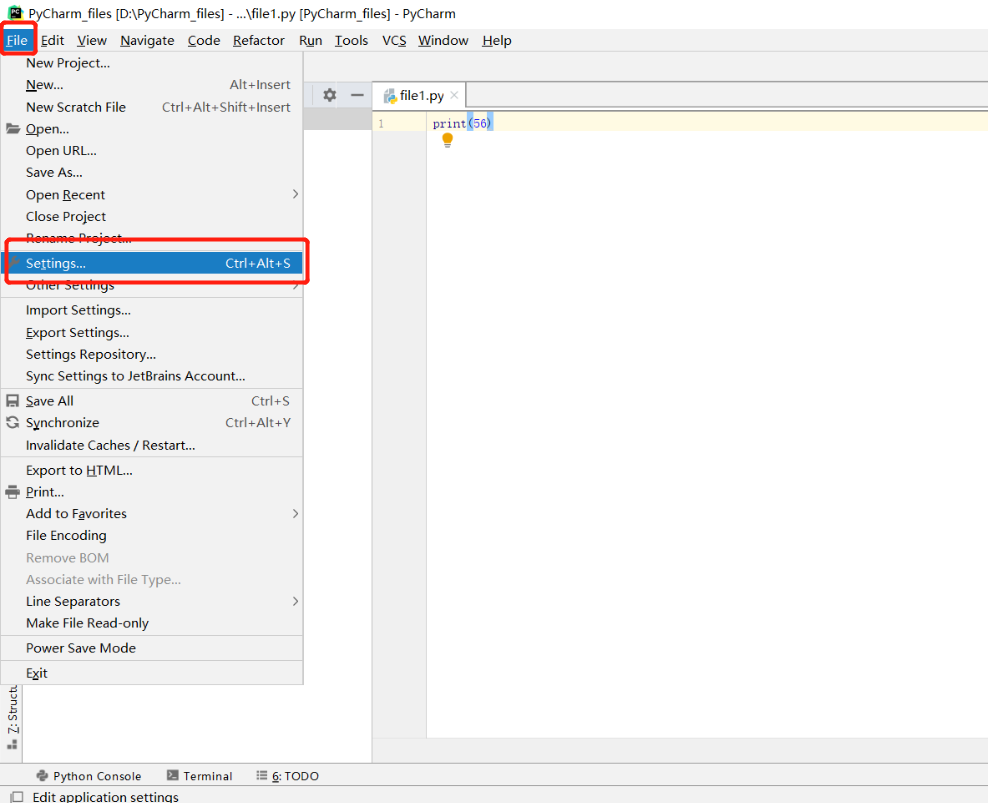 PyCharm_files [D:\PyCharm_files] - ...\file1.py [PyCharm_files] - PyCharm
File Edit View Navigate Code Refactor Run Tools VCS Window Help
New Project...
New... Alt+Insert
New Scratch File Ctrl+Alt+Shift+Insert
file1.py
Open...
1 print(56)
Open URL...
Save As...
Open Recent
Close Project
Rename Project...
Settings... Ctrl+Alt+S
Other Settings
Import Settings...
Export Settings...
Settings Repository...
Sync Settings to JetBrains Account...
Save All Ctrl+S
Synchronize Ctrl+Alt+Y
Invalidate Caches / Restart...
Export to HTML...
Print...
Add to Favorites
File Encoding
Remove BOM
Associate with File Type...
Line Separators
Make File Read-only
Power Save Mode
Exit
Python Console Terminal 6: TODO
Edit application settings